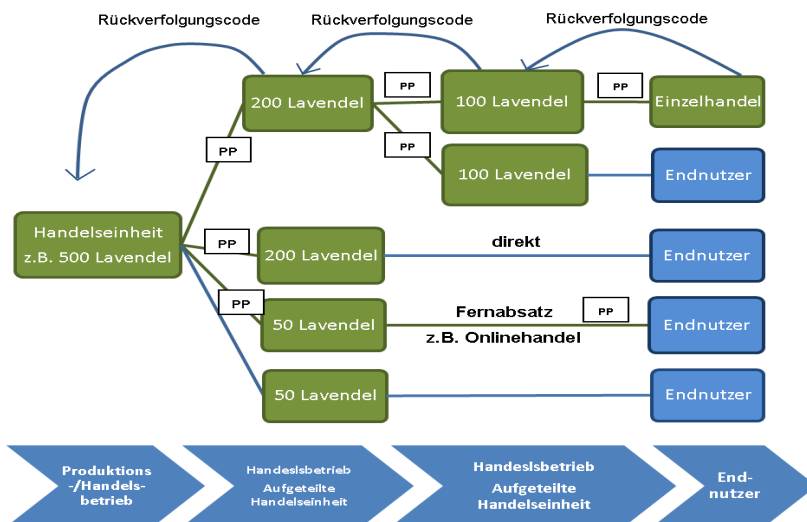 Rückverfolgungscode
Rückverfolgungscode
Rückverfolgungscode
200 Lavendel
PP
100 Lavendel
PP
Einzelhandel
PP
PP
100 Lavendel
Endnutzer
Handelseinheit
z.B. 500 Lavendel
PP
200 Lavendel
direkt
Endnutzer
PP
50 Lavendel
Fernabsatz
z.B. Onlinehandel
PP
Endnutzer
50 Lavendel
Endnutzer
Produktions
-/Handels-
betrieb
Handeslsbetrieb
Aufgeteilte
Handelseinheit
Handeslsbetrieb
Aufgeteilte
Handelseinheit
End-
nutzer